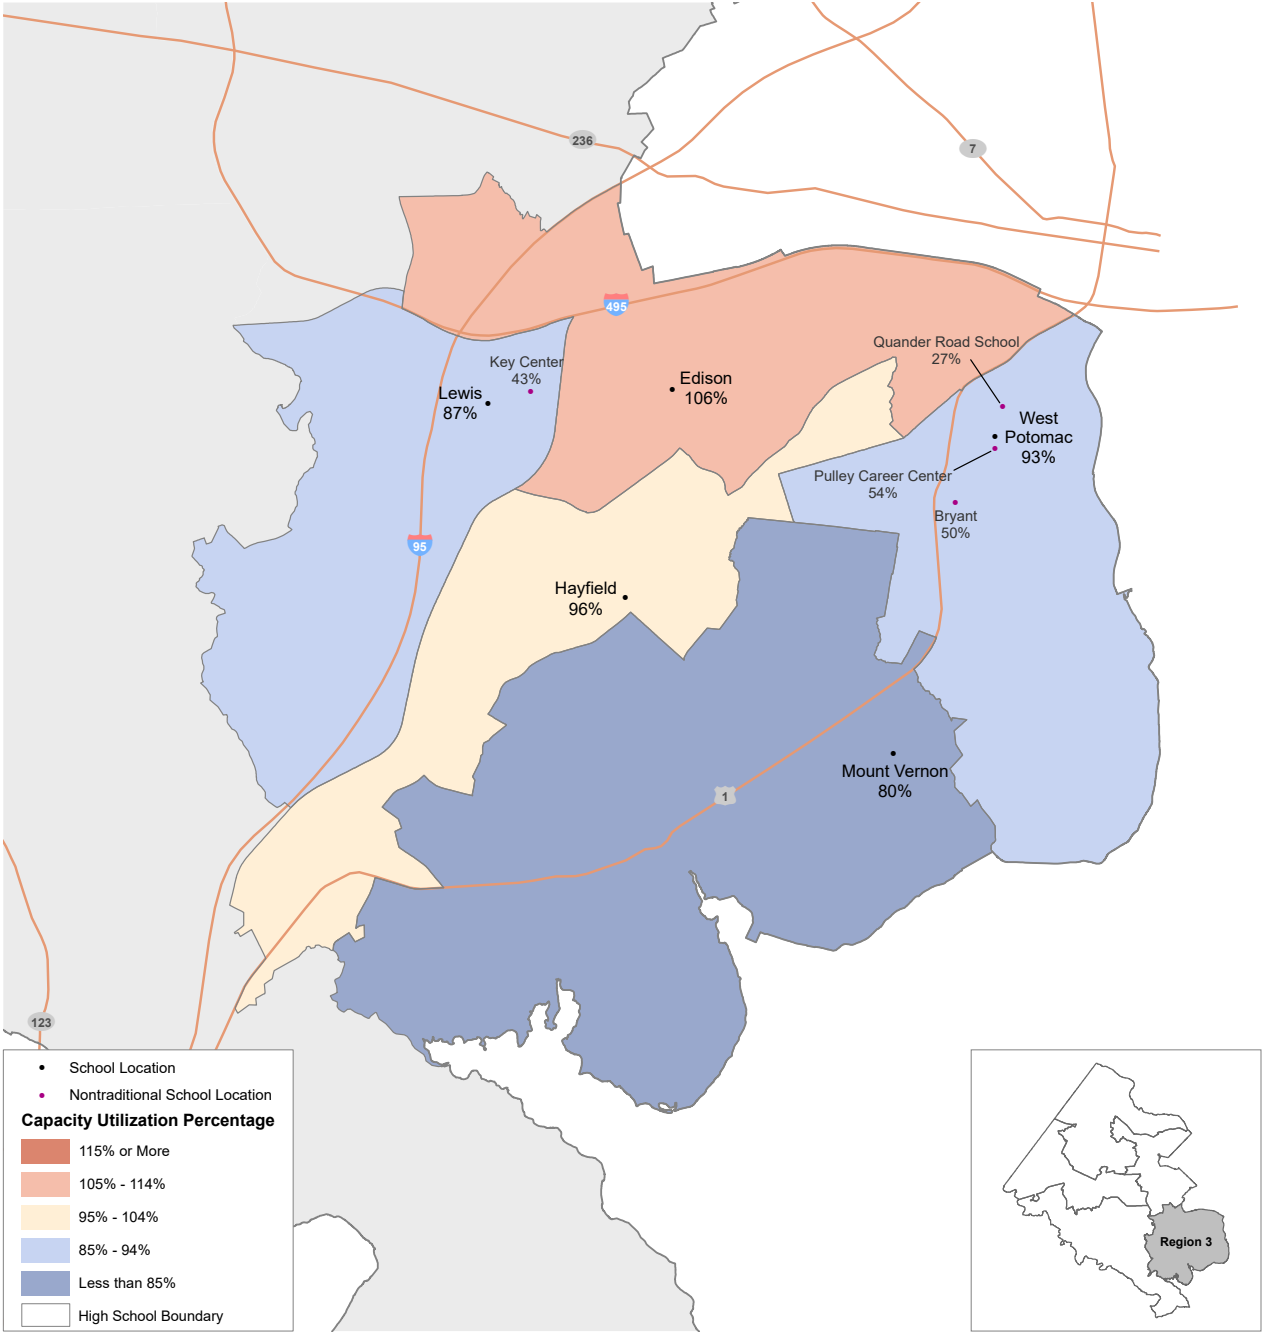 236
7
495
Quander Road School
27%
Key Center
43%
Edison
106%
Lewis
87%
West
Potomac
93%
Pulley Career Center
54%
Bryant
50%
95
Hayfield
96%
Mount Vernon
80%
1
123
School Location
Nontraditional School Location
Capacity Utilization Percentage
115% or More
105% - 114%
95% - 104%
85% - 94%
Less than 85%
High School Boundary
Region 3